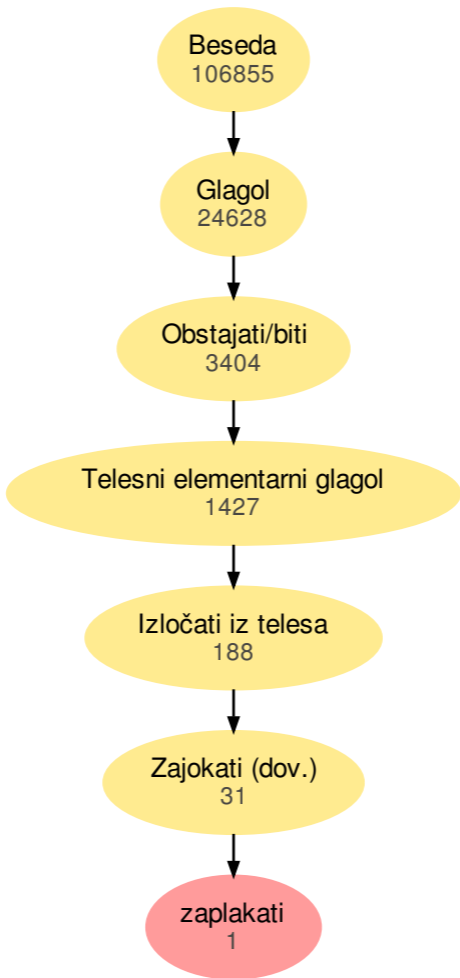 Beseda
106855
Glagol
24628
Obstajati/biti
3404
Telesni elementarni glagol
1427
Izločati iz telesa
188
Zajokati (dov.)
31
zaplakati
1